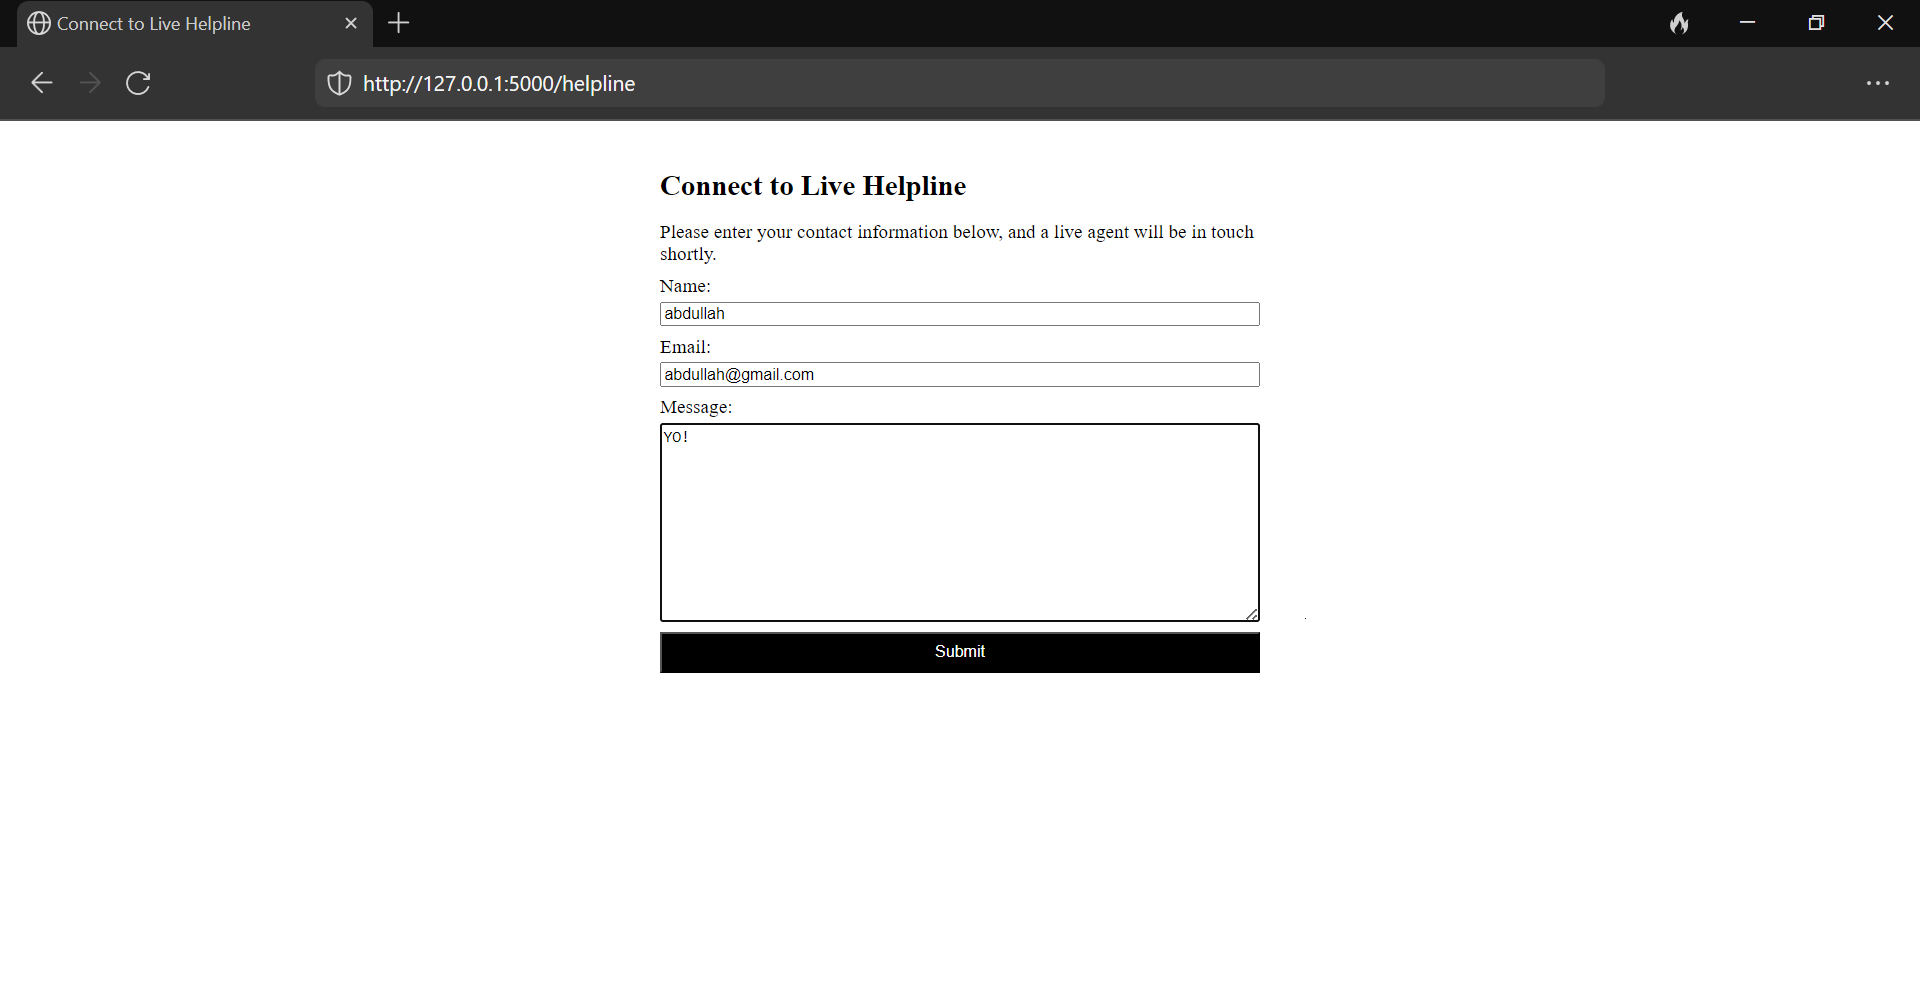 Connect to Live Helpline
http://127.0.0.1:5000/helpline
Connect to Live Helpline
Please enter your contact information below, and a live agent will be in touch
shortly.
Name:
abdullah
Email:
abdullah@gmail.com
Message:
YO!
Submit